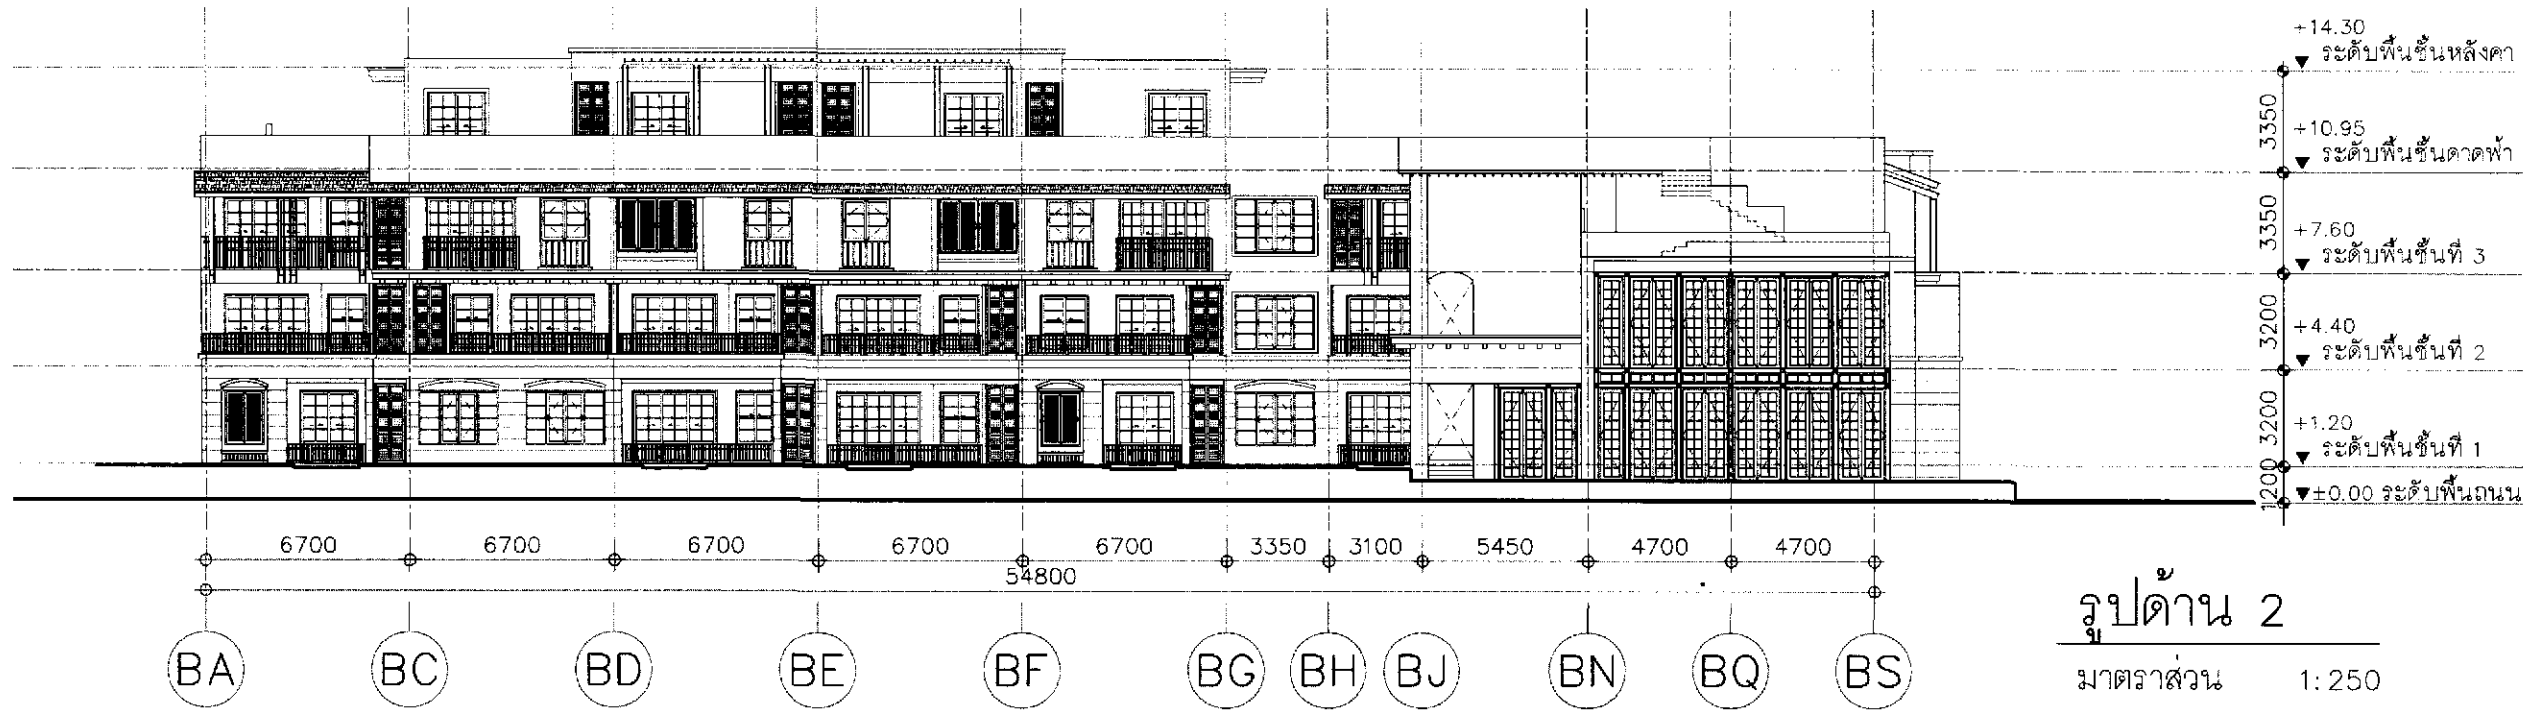 +14.30
ระดับพื้นชั้นหลังคา
3350
+10.95
ระดับพื้นชั้นดาดฟ้า
3350
+7.60
ระดับพื้นชั้นที่ 3
3200
+4.40
ระดับพื้นชั้นที่ 2
3200
+1.20
ระดับพื้นชั้นที่ 1
1200
±0.00 ระดับพื้นถนน
6700 6700 6700 6700 6700 3350 3100 5450 4700 4700
54800
BA BC BD BE BF BG BH BJ BN BQ BS
รูปด้าน 2
มาตราส่วน 1:250